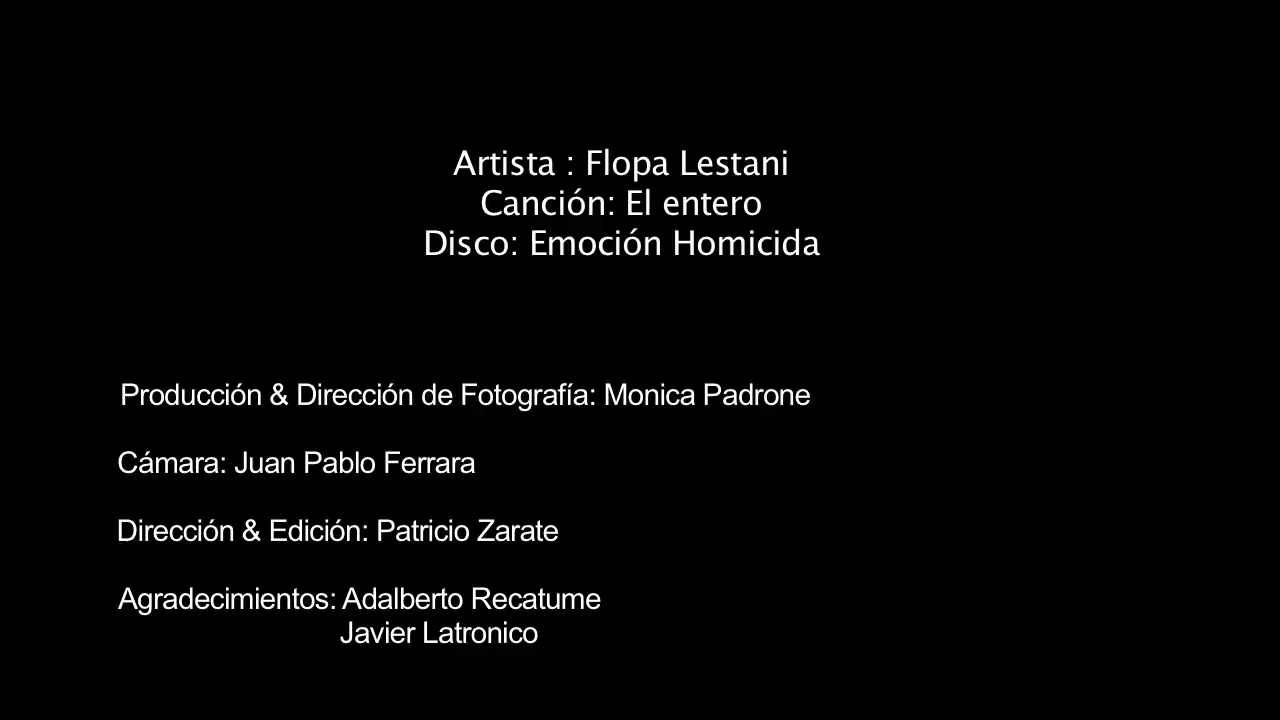 Artista : Flopa Lestani
Canción: El entero
Disco: Emoción Homicida
Producción & Dirección de Fotografía: Monica Padrone
Cámara: Juan Pablo Ferrara
Dirección & Edición: Patricio Zarate
Agradecimientos: Adalberto Recatume
Javier Latronico